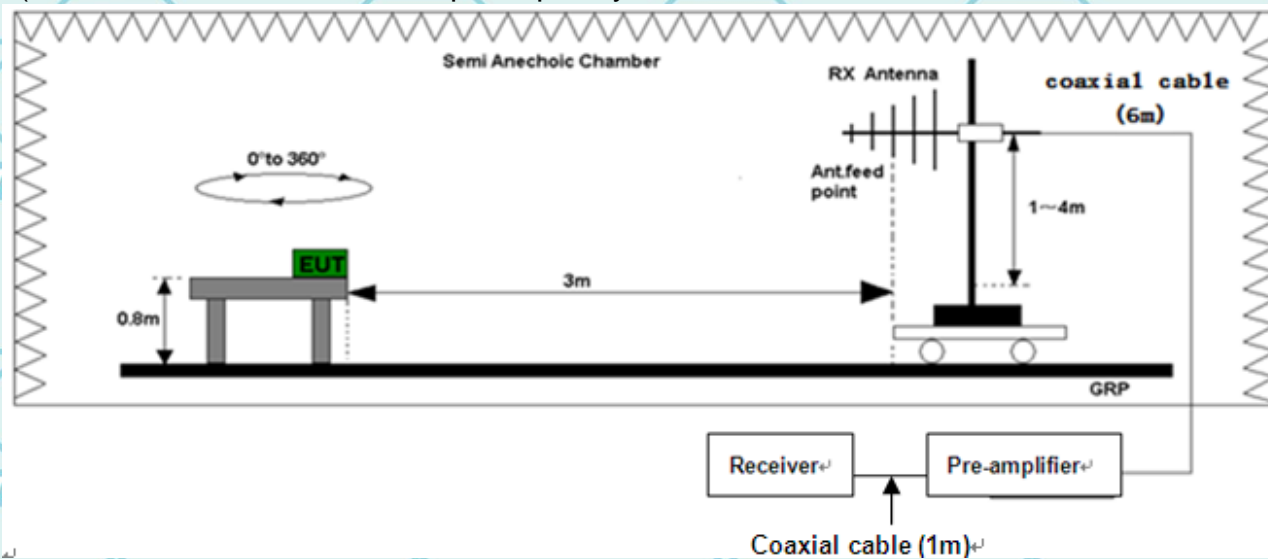 Semi Anechoic Chamber
RX Antenna
coaxial cable
(6m)
0°to 360°
Ant.feed
point
1～4m
EUT
3m
0.8m
GRP
Receiver↵
Pre-amplifier↵
Coaxial cable (1m)↵